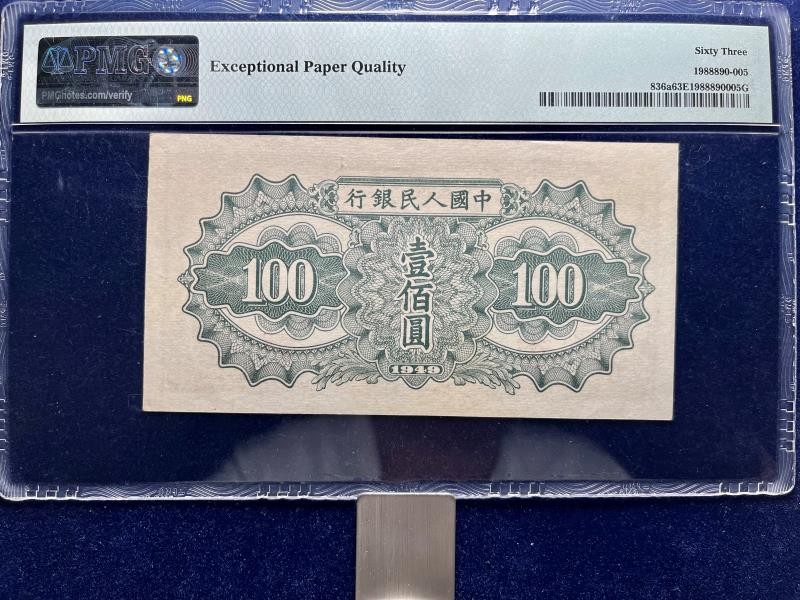 PMG
PMGnotes.com/verify
PNG
Exceptional Paper Quality
Sixty Three
1988890-005
836a63E1988890005G
行銀民人國中
100
壹佰圓
100
1949